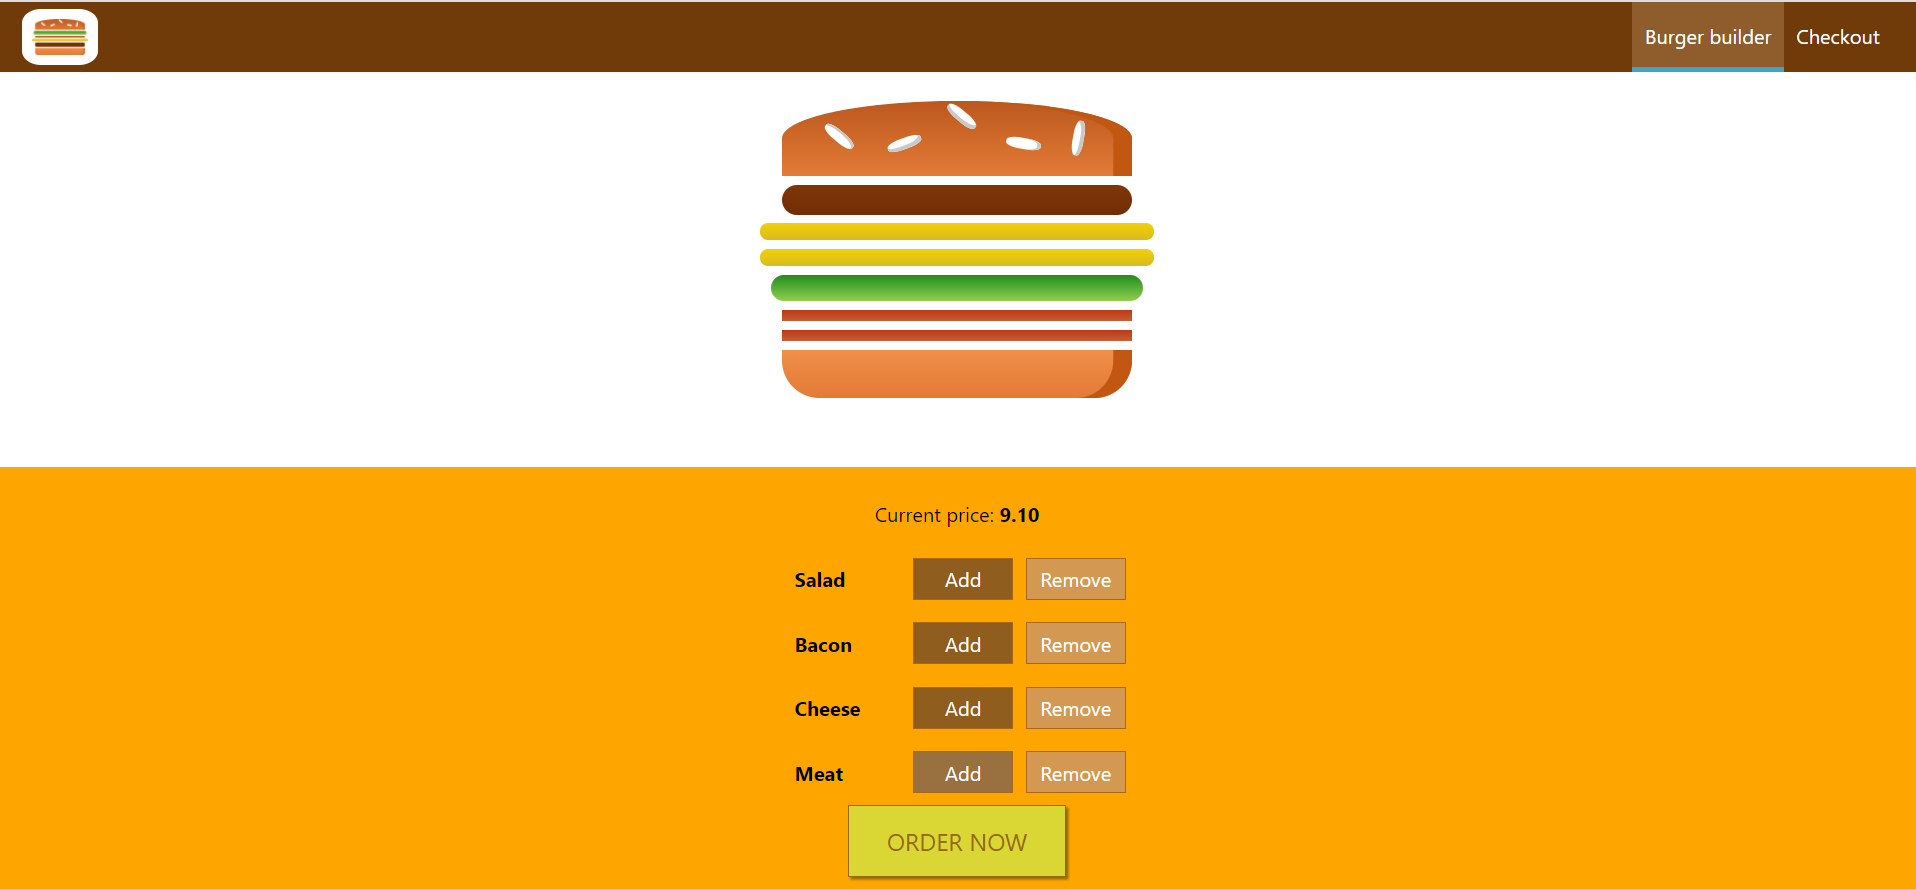 Burger builder Checkout
Current price: 9.10
Salad Add Remove
Bacon Add Remove
Cheese Add Remove
Meat Add Remove
ORDER NOW